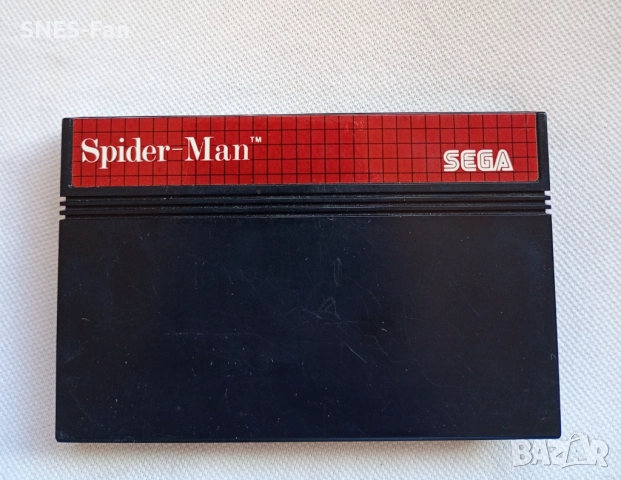 SNES-Fan
Spider-Man™
SEGA
BAZAR